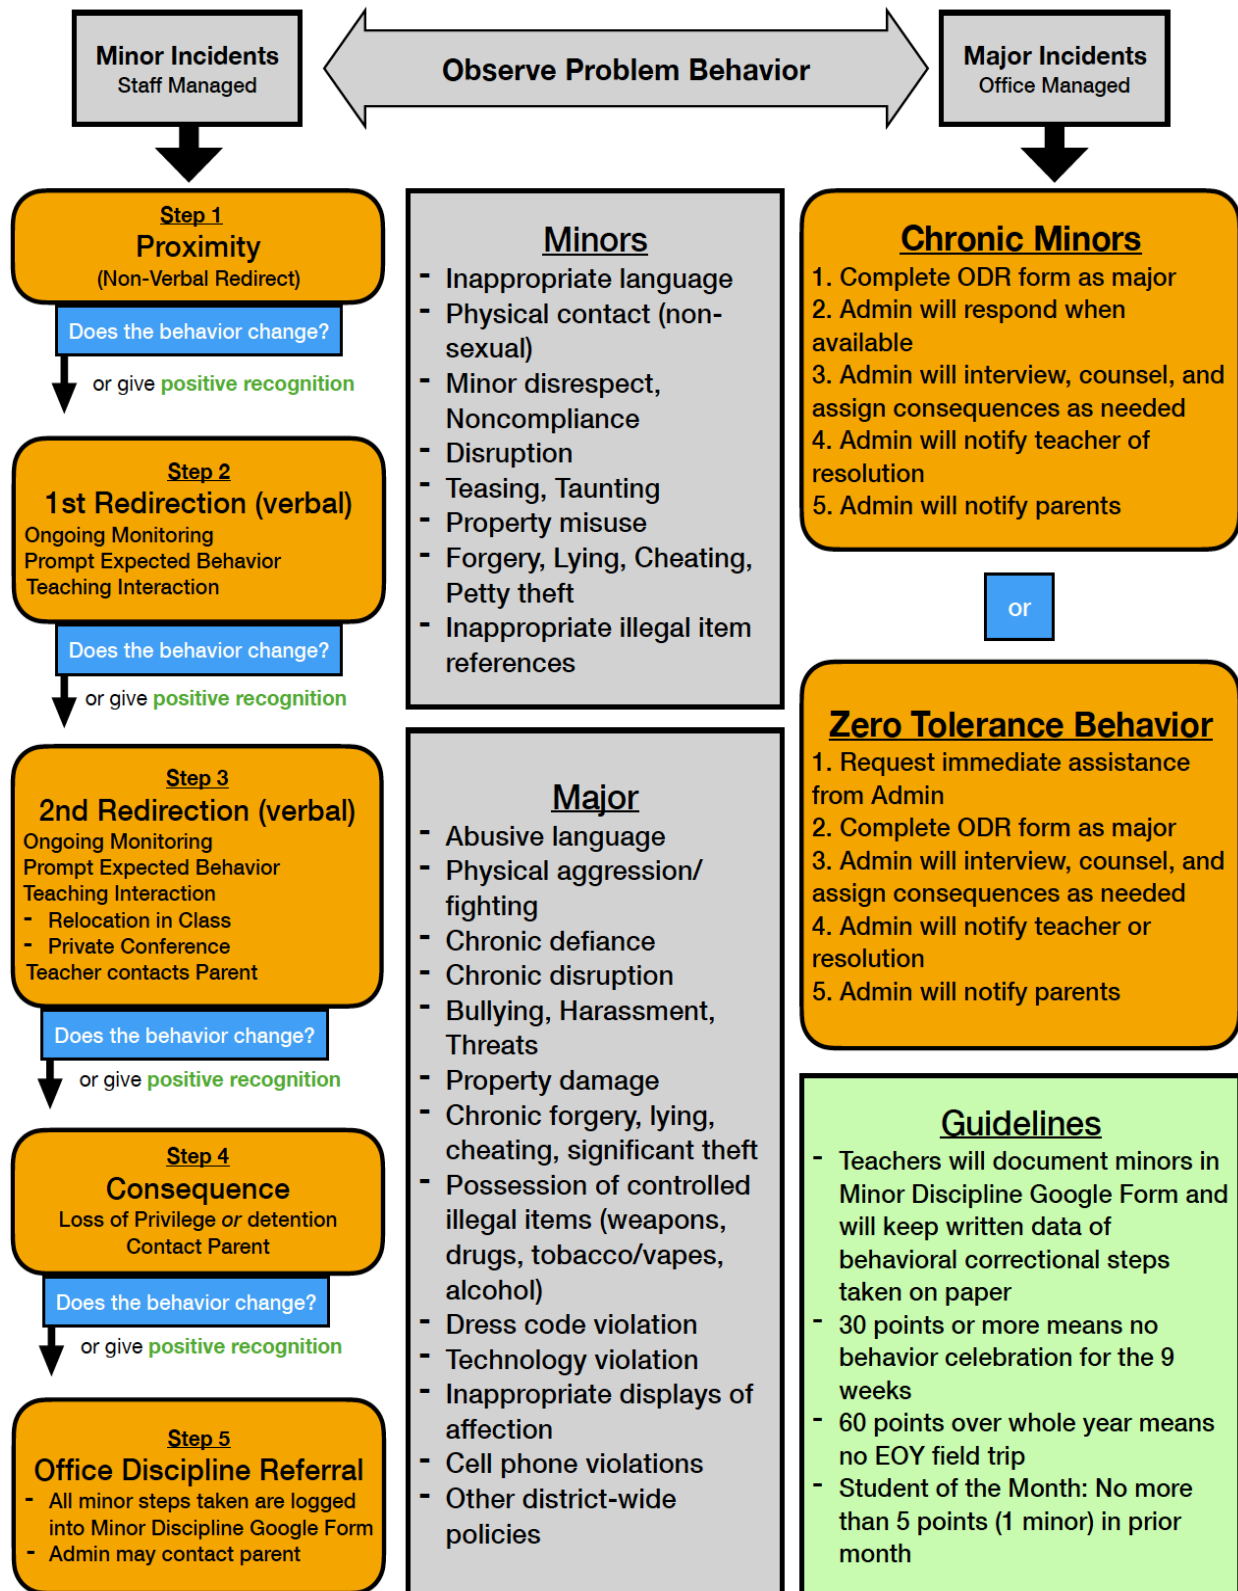 Minor Incidents
Staff Managed
Observe Problem Behavior
Major Incidents
Office Managed
Step 1
Proximity
(Non-Verbal Redirect)
Does the behavior change?
or give positive recognition
Step 2
1st Redirection (verbal)
Ongoing Monitoring
Prompt Expected Behavior
Teaching Interaction
Does the behavior change?
or give positive recognition
Step 3
2nd Redirection (verbal)
Ongoing Monitoring
Prompt Expected Behavior
Teaching Interaction
- Relocation in Class
- Private Conference
Teacher contacts Parent
Does the behavior change?
or give positive recognition
Step 4
Consequence
Loss of Privilege or detention
Contact Parent
Does the behavior change?
or give positive recognition
Step 5
Office Discipline Referral
- All minor steps taken are logged
into Minor Discipline Google Form
- Admin may contact parent
Minors
- Inappropriate language
- Physical contact (non-
sexual)
- Minor disrespect,
Noncompliance
- Disruption
- Teasing, Taunting
- Property misuse
- Forgery, Lying, Cheating,
Petty theft
- Inappropriate illegal item
references
Major
- Abusive language
- Physical aggression/
fighting
- Chronic defiance
- Chronic disruption
- Bullying, Harassment,
Threats
- Property damage
- Chronic forgery, lying,
cheating, significant theft
- Possession of controlled
illegal items (weapons,
drugs, tobacco/vapes,
alcohol)
- Dress code violation
- Technology violation
- Inappropriate displays of
affection
- Cell phone violations
- Other district-wide
policies
Chronic Minors
1. Complete ODR form as major
2. Admin will respond when
available
3. Admin will interview, counsel, and
assign consequences as needed
4. Admin will notify teacher of
resolution
5. Admin will notify parents
or
Zero Tolerance Behavior
1. Request immediate assistance
from Admin
2. Complete ODR form as major
3. Admin will interview, counsel, and
assign consequences as needed
4. Admin will notify teacher or
resolution
5. Admin will notify parents
Guidelines
- Teachers will document minors in
Minor Discipline Google Form and
will keep written data of
behavioral correctional steps
taken on paper
- 30 points or more means no
behavior celebration for the 9
weeks
- 60 points over whole year means
no EOY field trip
- Student of the Month: No more
than 5 points (1 minor) in prior
month